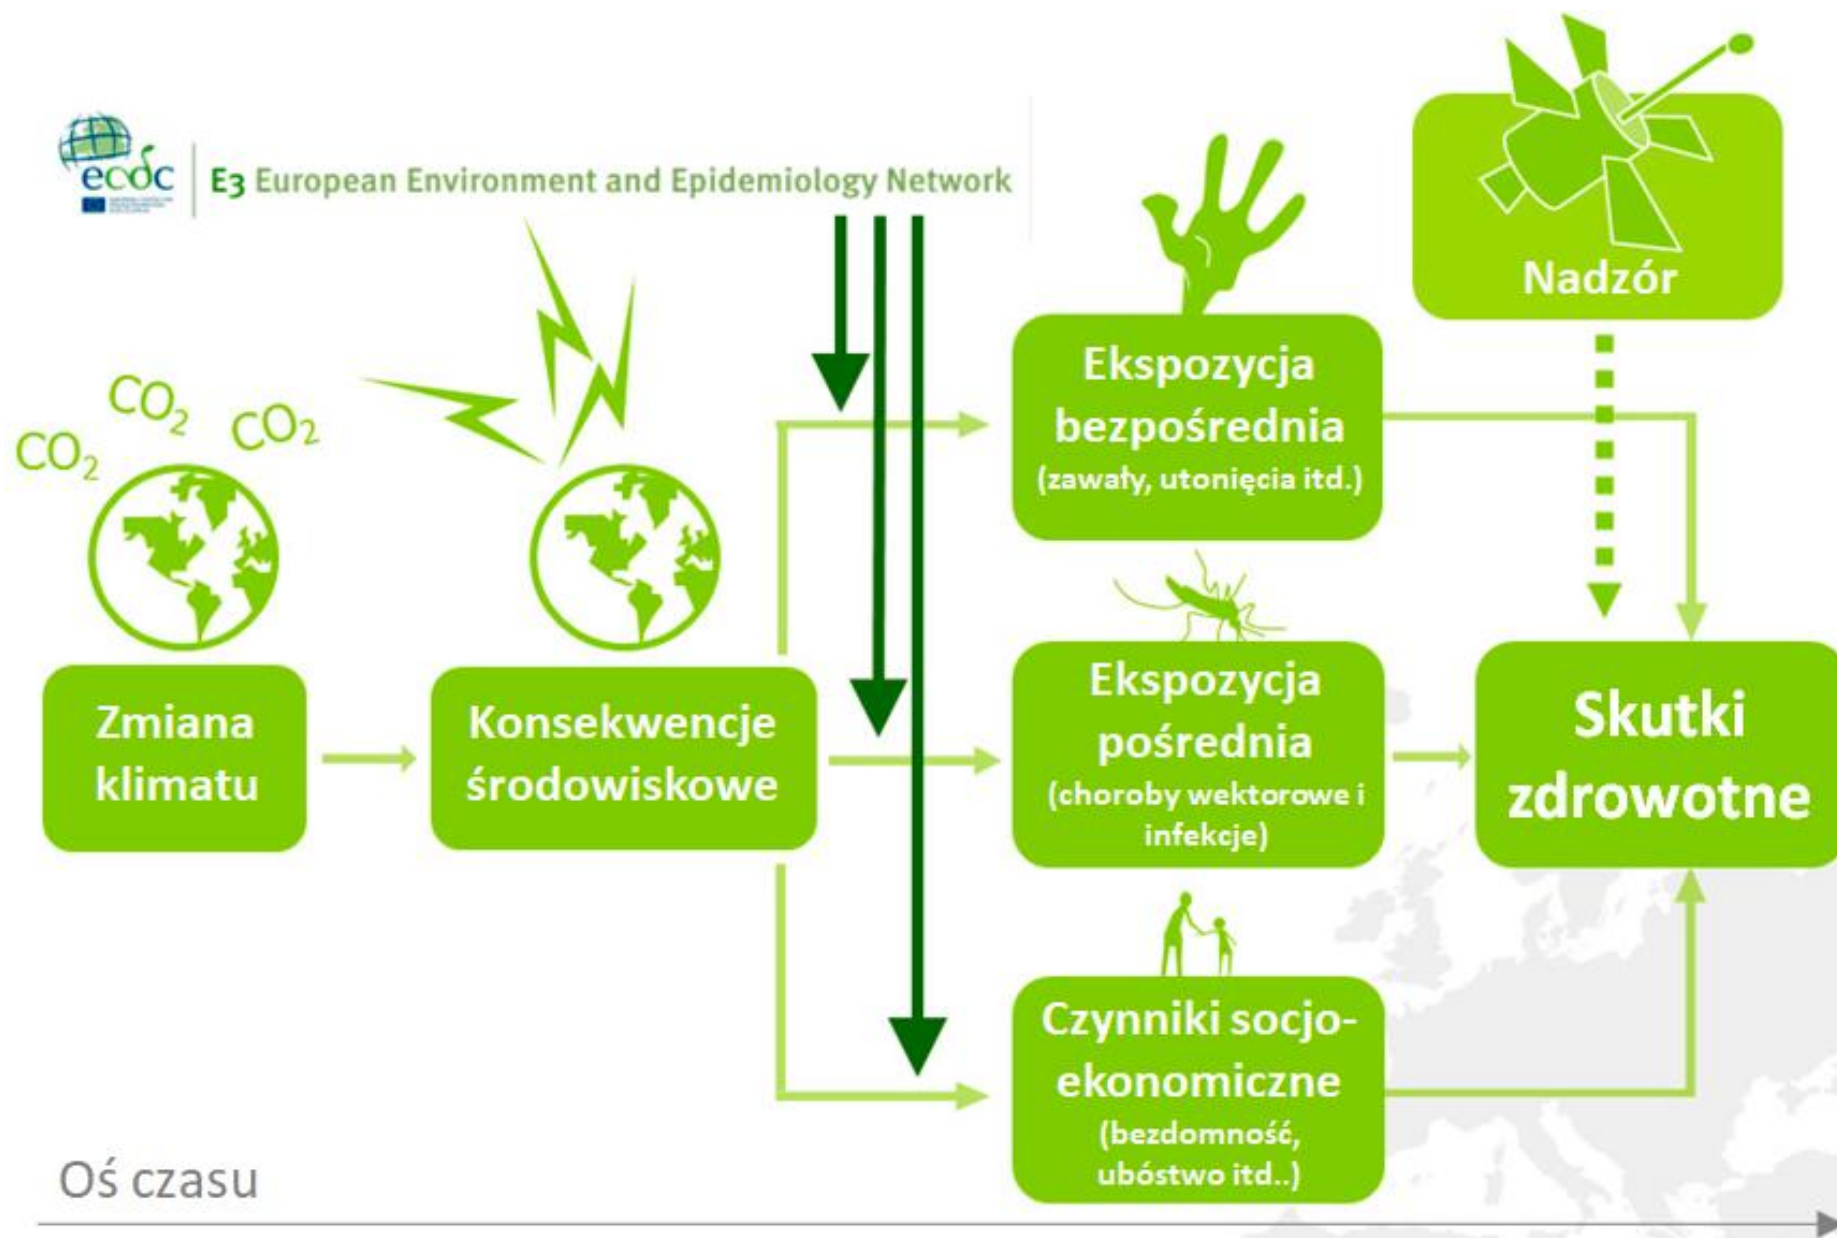 ecdc
E3 European Environment and Epidemiology Network
Nadzór
CO₂
CO₂
CO₂
Zmiana
klimatu
Konsekwencje
środowiskowe
Ekspozycja
bezpośrednia
(zawały, utonięcia itd.)
Ekspozycja
pośrednia
(choroby wektorowe i
infekcje)
Czynniki socjo-
ekonomiczne
(bezdomność,
ubóstwo itd..)
Skutki
zdrowotne
Oś czasu